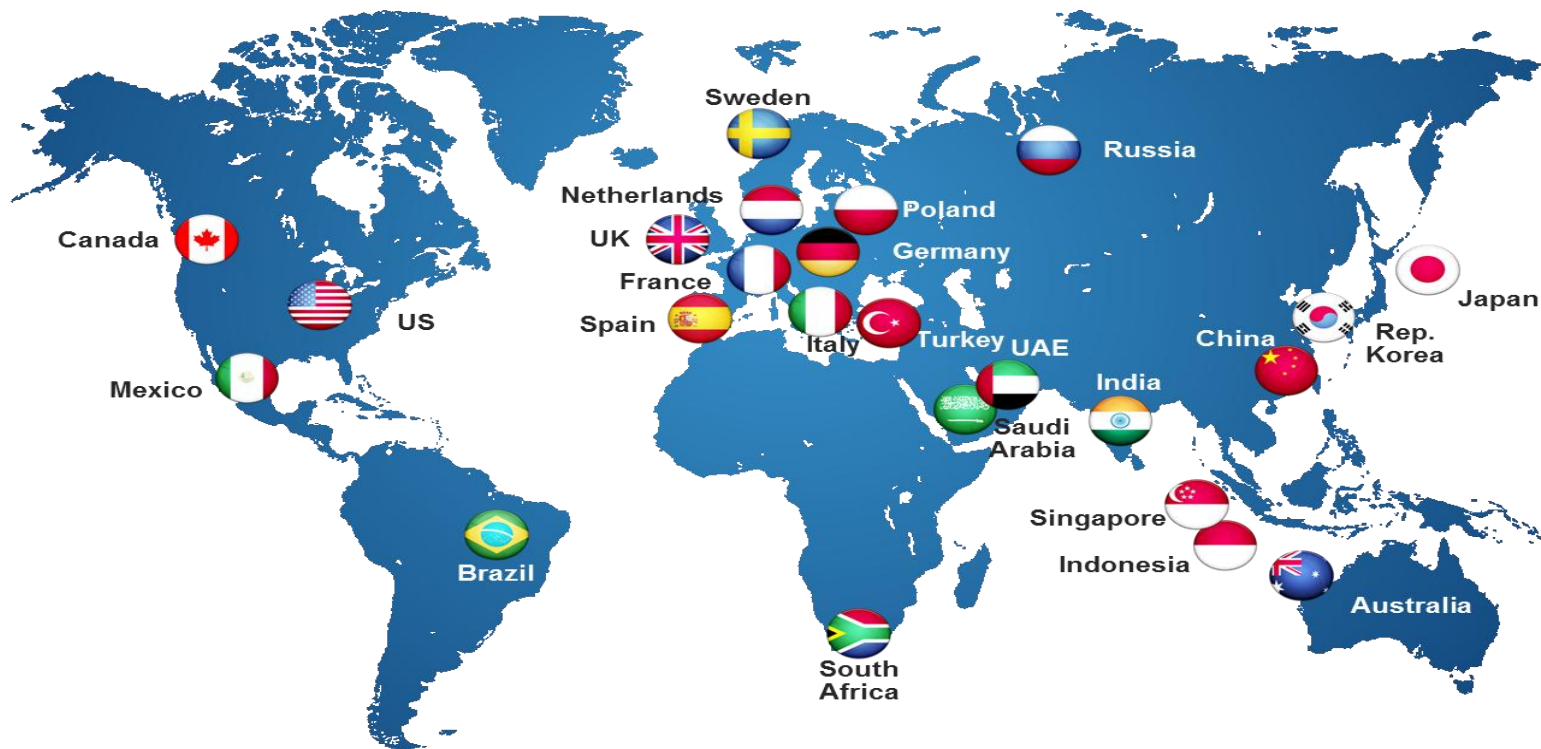 Sweden
Russia
Netherlands
Poland
Canada
UK
Germany
France
US
Spain
Italy
Turkey
UAE
Japan
China
Rep.
Korea
Mexico
India
Saudi
Arabia
Singapore
Indonesia
Brazil
Australia
South
Africa